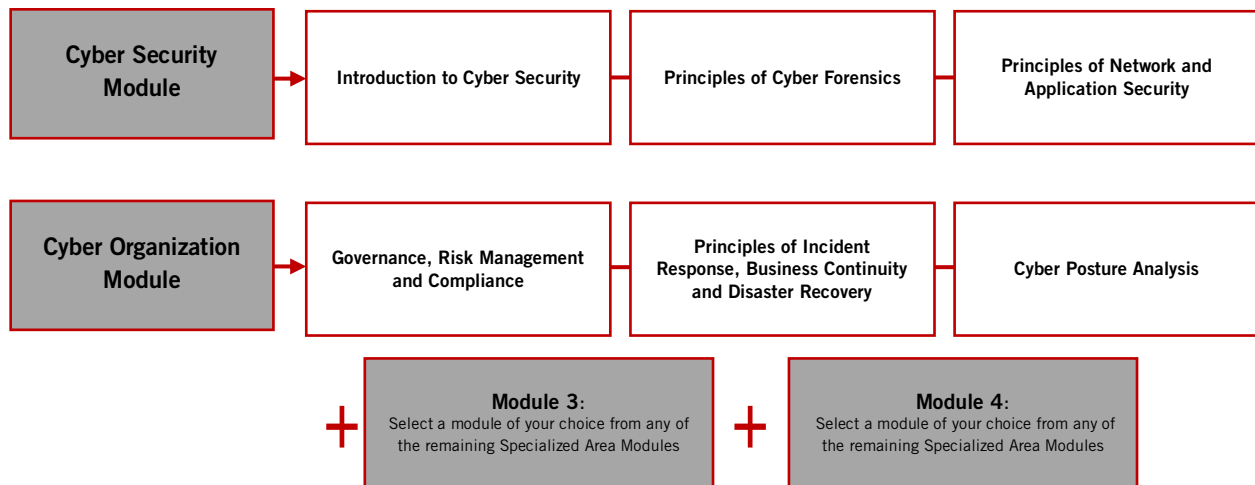 Cyber Security
Module
Introduction to Cyber Security
Principles of Cyber Forensics
Principles of Network and
Application Security
Cyber Organization
Module
Governance, Risk Management
and Compliance
Principles of Incident
Response, Business Continuity
and Disaster Recovery
Cyber Posture Analysis
+
Module 3:
Select a module of your choice from any of
the remaining Specialized Area Modules
+
Module 4:
Select a module of your choice from any of
the remaining Specialized Area Modules